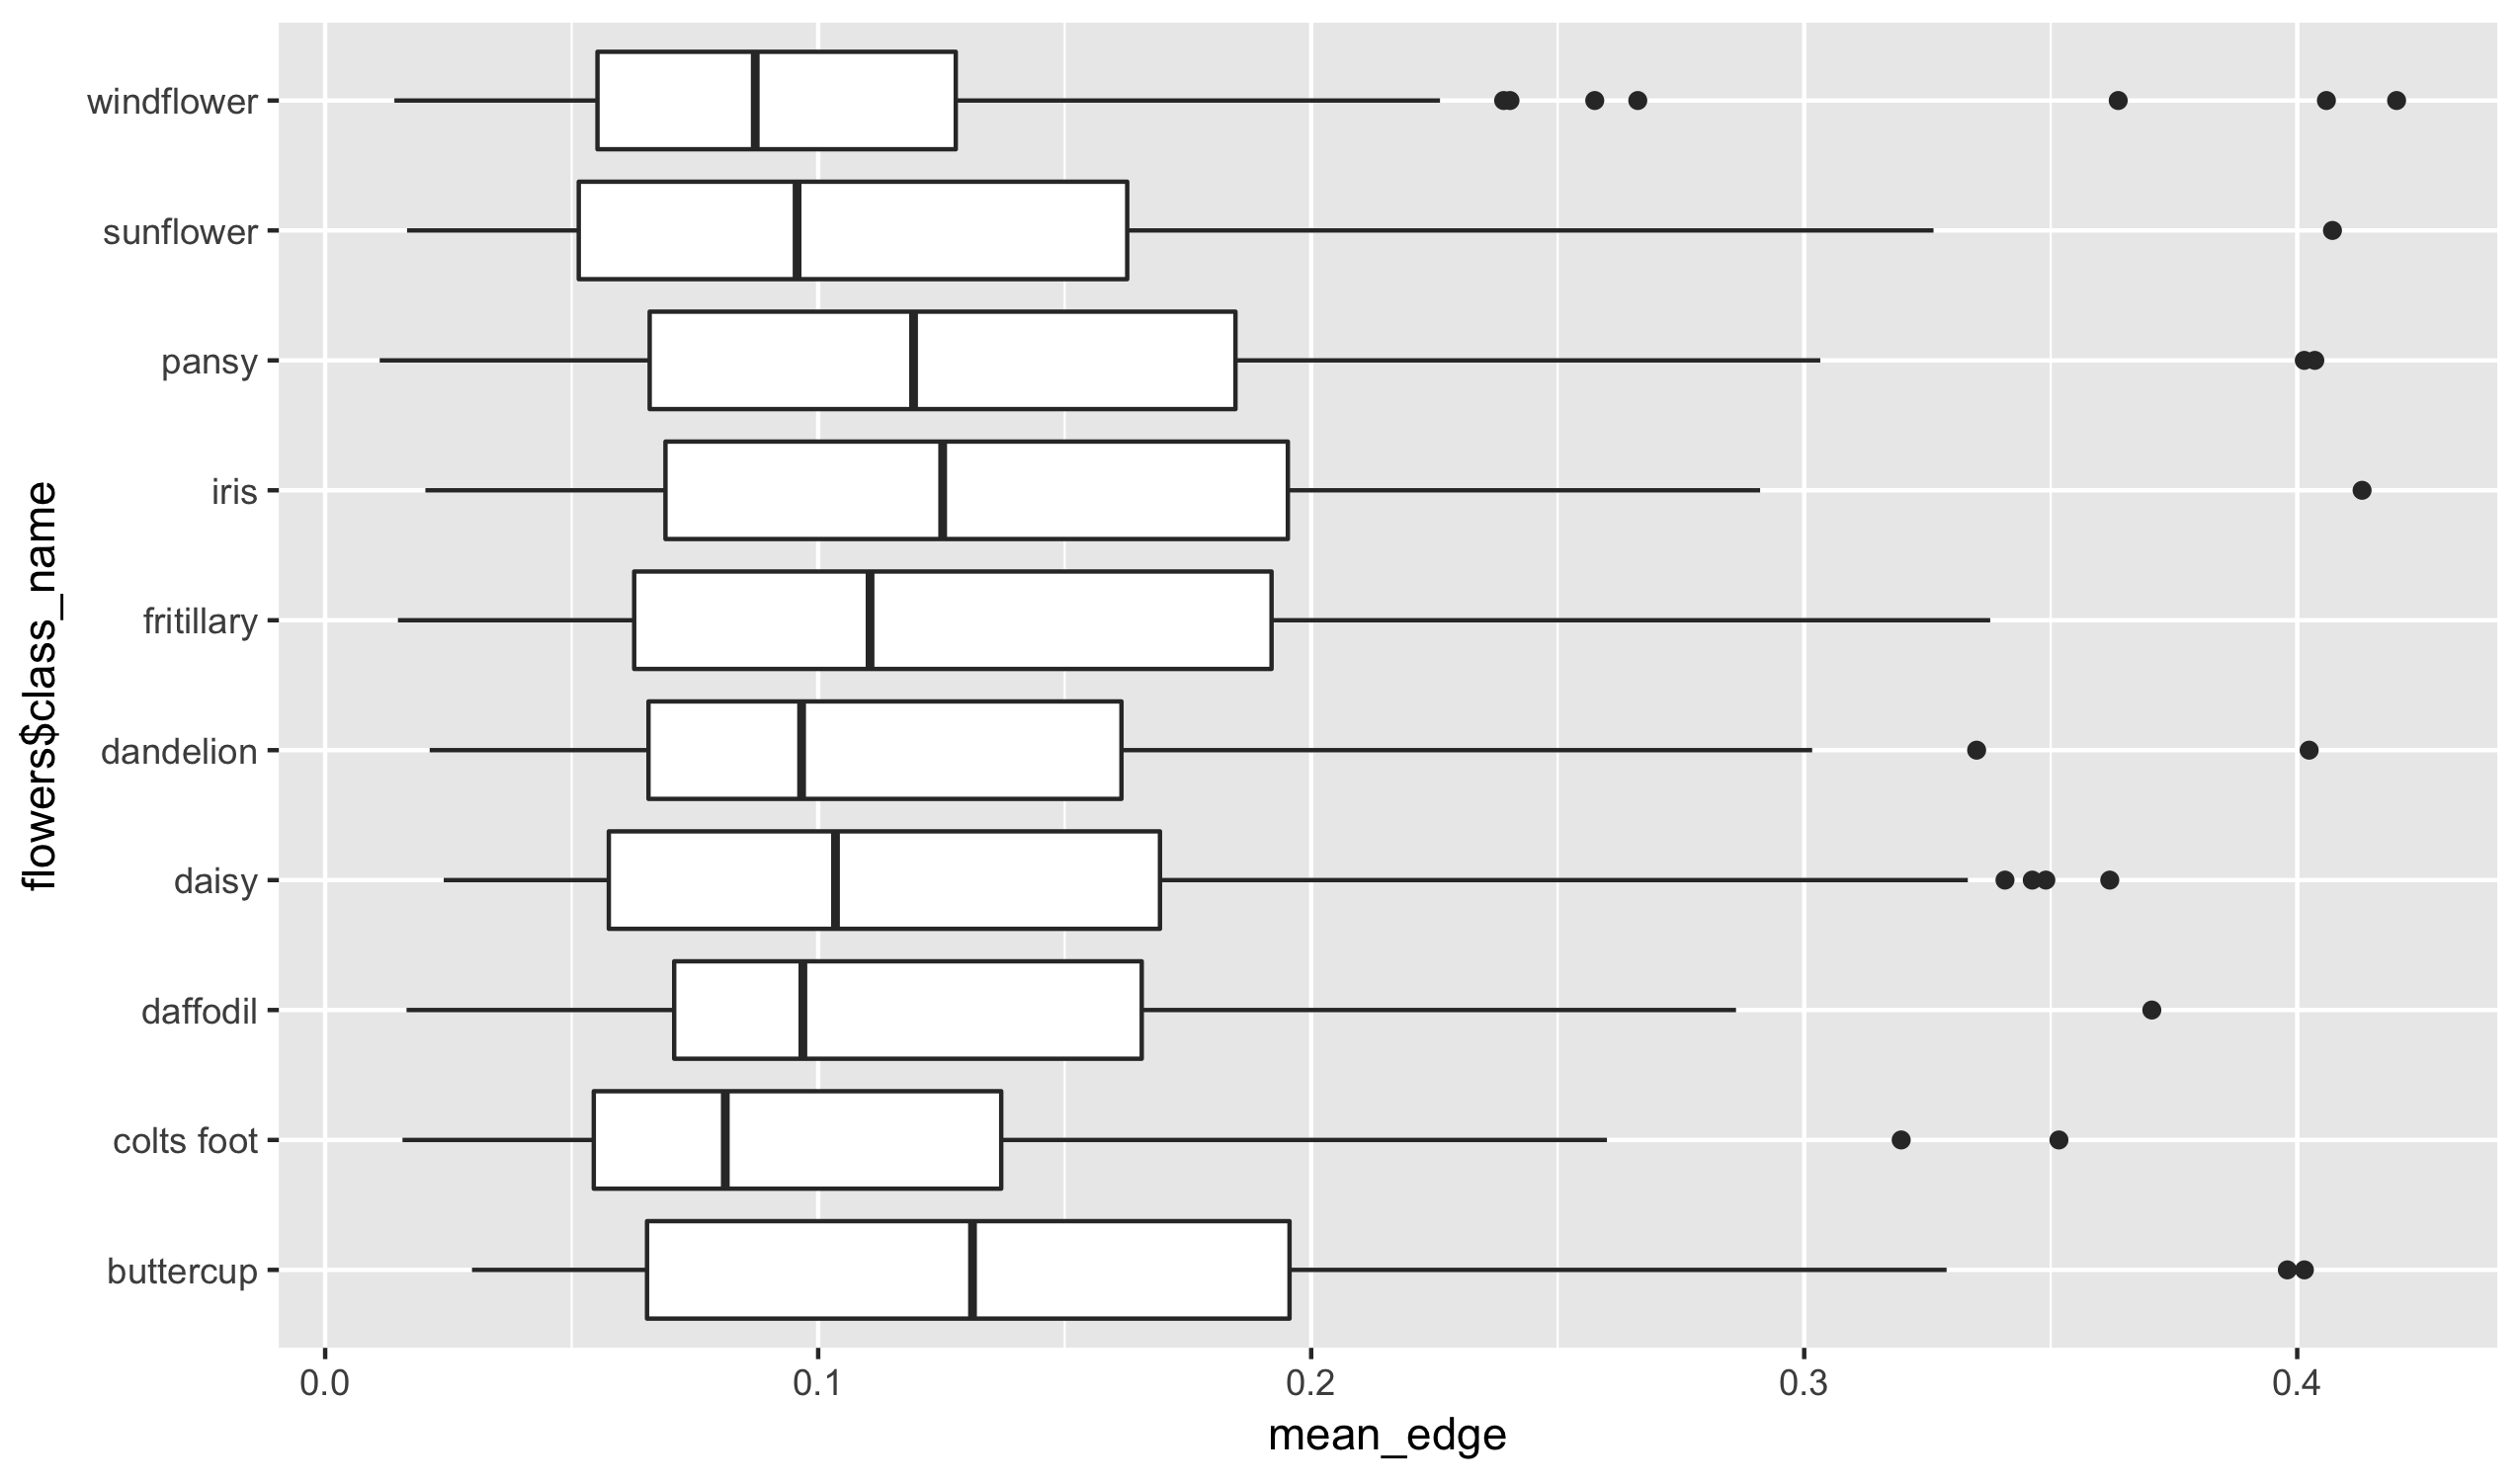 windflower
sunflower
pansy
iris
fritillary
dandelion
daisy
daffodil
colts foot
buttercup
flowers$class_name
0.0 0.1 0.2 0.3 0.4
mean_edge